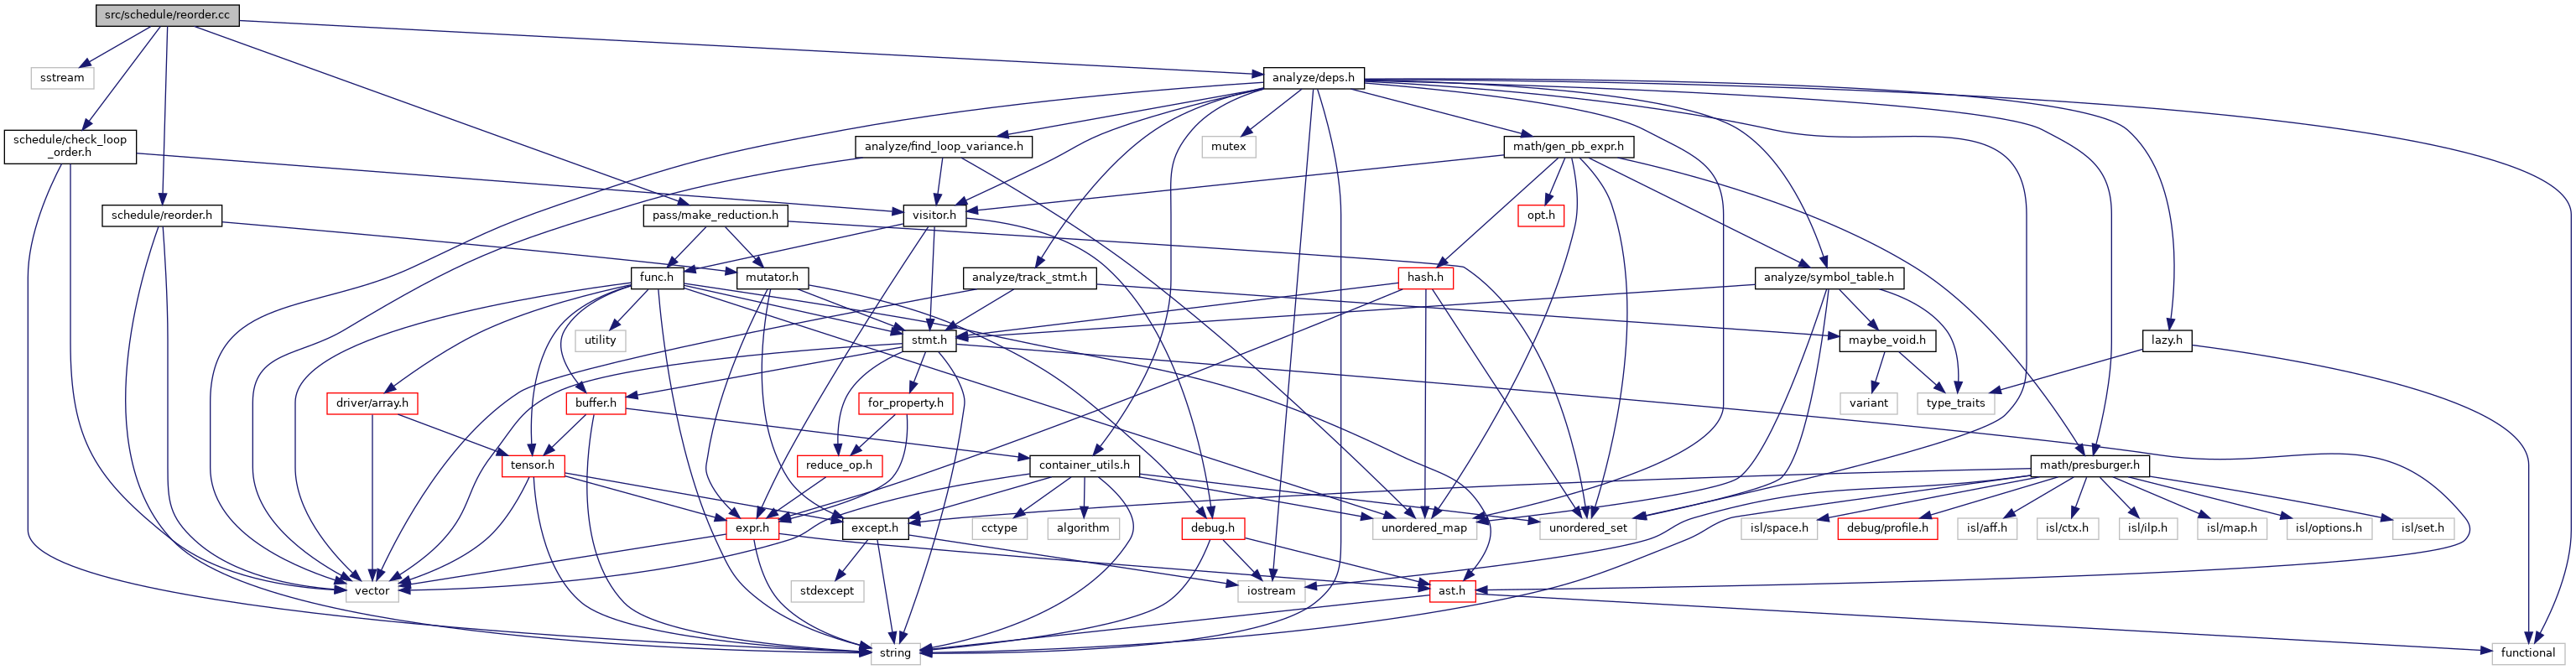 src/schedule/reorder.cc
sstream
analyze/deps.h
schedule/check_loop
_order.h
analyze/find_loop_variance.h
mutex
math/gen_pb_expr.h
schedule/reorder.h
pass/make_reduction.h
visitor.h
opt.h
func.h
mutator.h
analyze/track_stmt.h
hash.h
analyze/symbol_table.h
utility
stmt.h
maybe_void.h
lazy.h
driver/array.h
buffer.h
for_property.h
variant
type_traits
tensor.h
reduce_op.h
container_utils.h
math/presburger.h
expr.h
except.h
cctype
algorithm
debug.h
unordered_map
unordered_set
isl/space.h
debug/profile.h
isl/aff.h
isl/ctx.h
isl/ilp.h
isl/map.h
isl/options.h
isl/set.h
vector
stdexcept
iostream
ast.h
string
functional